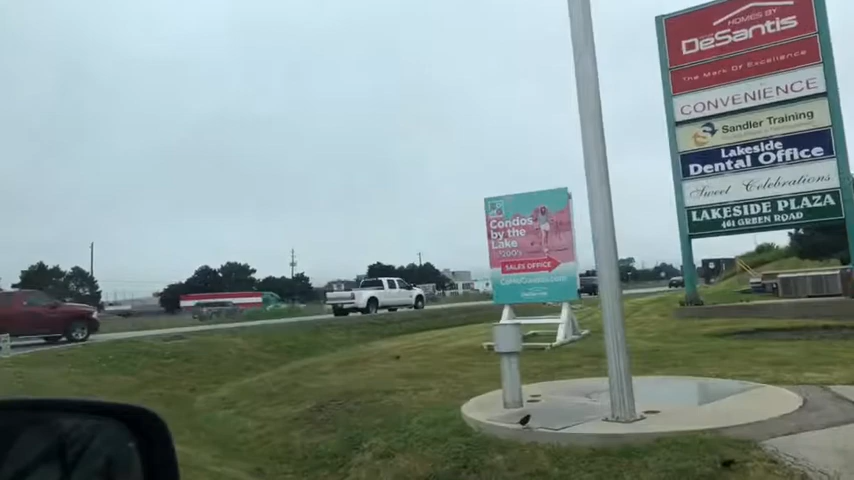 HOMES BY
DeSantis
The Mark Of Excellence
CONVENIENCE
Sandler Training
Lakeside
Dental Office
Sweet Celebrations
LAKESIDE PLAZA
461 GREEN ROAD
Condos
by the
Lake
SALES OFFICE